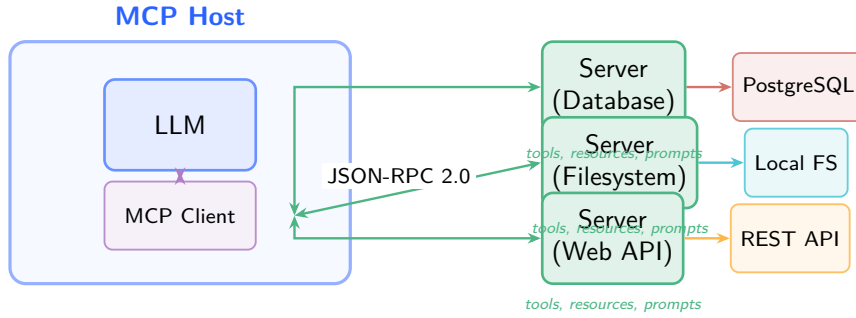 MCP Host
LLM
MCP Client
JSON-RPC 2.0
Server
(Database)
tools, resources, prompts
PostgreSQL
Server
(Filesystem)
tools, resources, prompts
Local FS
Server
(Web API)
tools, resources, prompts
REST API